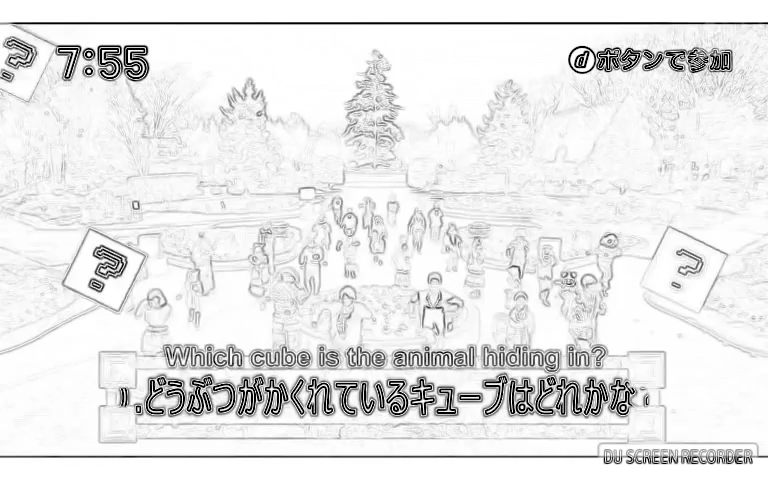 ?
7:55
dボタンで参加
?
?
Which cube is the animal hiding in?
どうぶつがかくれているキューブはどれかな
DU SCREEN RECORDER